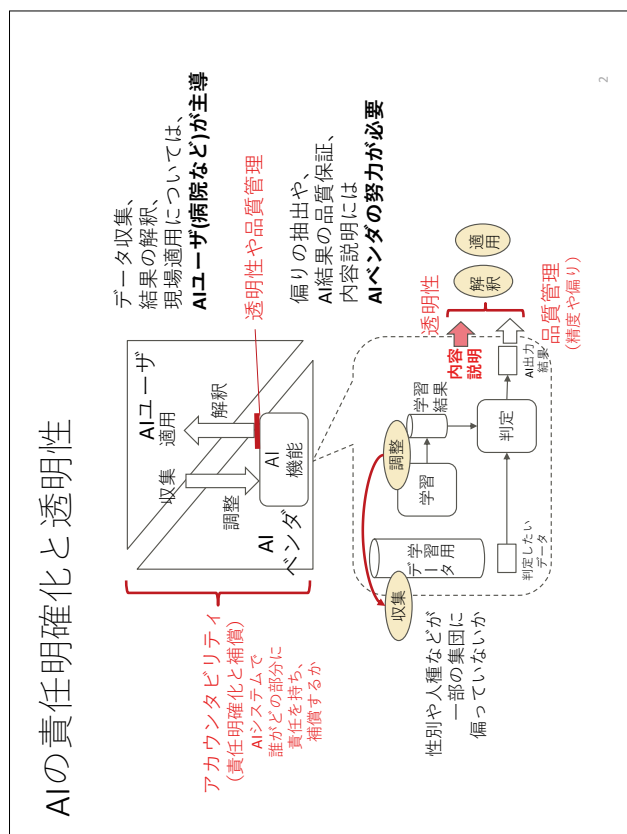 AIの責任明確化と透明性
アカウンタビリティ
(責任明確化と補償)
AIシステムで
誰がどの部分に
責任を持ち、
補償するか
AIユーザ
収集
適用
調整
解釈
AI
機能
AI
ベンダ
データ収集、
結果の解釈、
現場適用については、
AIユーザ(病院など)が主導
透明性や品質管理
偏りの抽出や、
AI結果の品質保証、
内容説明には
AIベンダの努力が必要
性別や人種などが
一部の集団に
偏っていないか
収集
学習用
データ
調整
学習
学習
結果
内容
説明
透明性
判定したい
データ
判定
AI出力
結果
品質管理
(精度や偏り)
解釈
適用
2